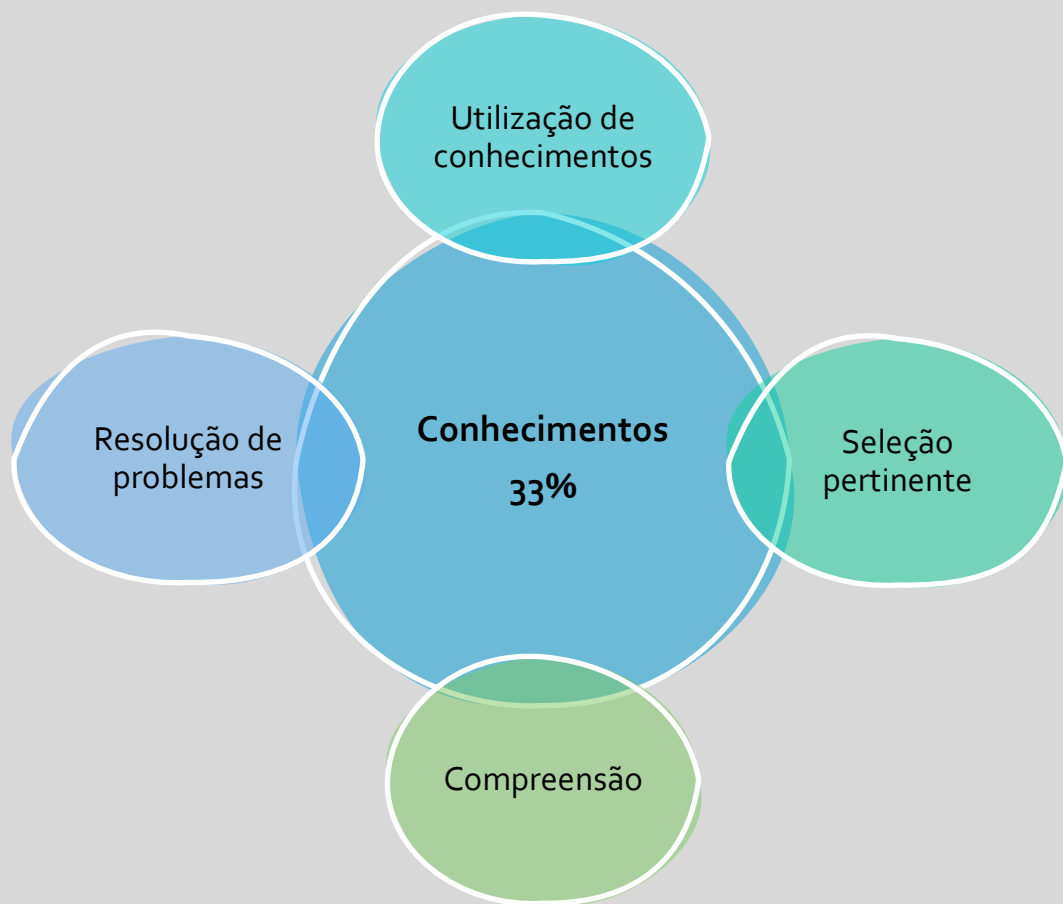 Utilização de
conhecimentos
Resolução de
problemas
Conhecimentos
33%
Seleção
pertinente
Compreensão